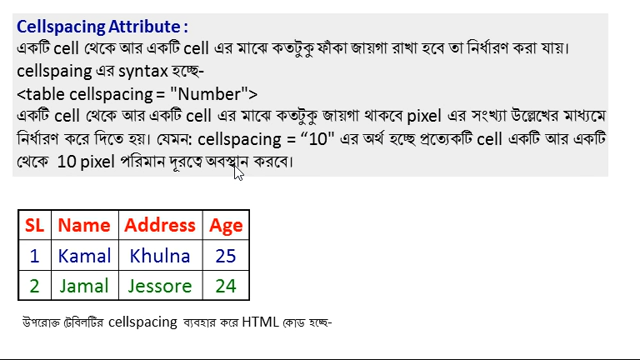 Cellspacing Attribute :
একটি cell থেকে আর একটি cell এর মাঝে কতটুকু ফাঁকা জায়গা রাখা হবে তা নির্ধারণ করা যায়।
cellspaing এর syntax হচ্ছে-
<table cellspacing = "Number">
একটি cell থেকে আর একটি cell এর মাঝে কতটুকু জায়গা থাকবে pixel এর সংখ্যা উল্লেখের মাধ্যমে
নির্ধারণ করে দিতে হয়। যেমন: cellspacing = “10" এর অর্থ হচ্ছে প্রত্যেকটি cell একটি আর একটি
থেকে 10 pixel পরিমান দূরত্বে অবস্থান করবে।
SL Name Address Age
1 Kamal Khulna 25
2 Jamal Jessore 24
উপরোক্ত টেবিলটির cellspacing ব্যবহার করে HTML কোড হচ্ছে-